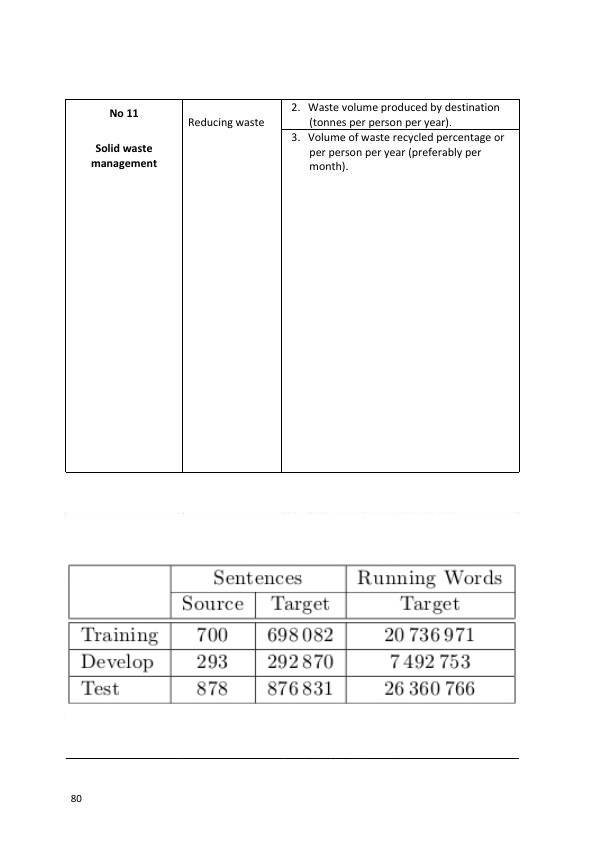 No 11
Solid waste
management
Reducing waste
2. Waste volume produced by destination
(tonnes per person per year).
3. Volume of waste recycled percentage or
per person per year (preferably per
month).
Sentences Running Words
Source Target Target
Training 700 698 082 20 736 971
Develop 293 292 870 7 492 753
Test 878 876 831 26 360 766
80